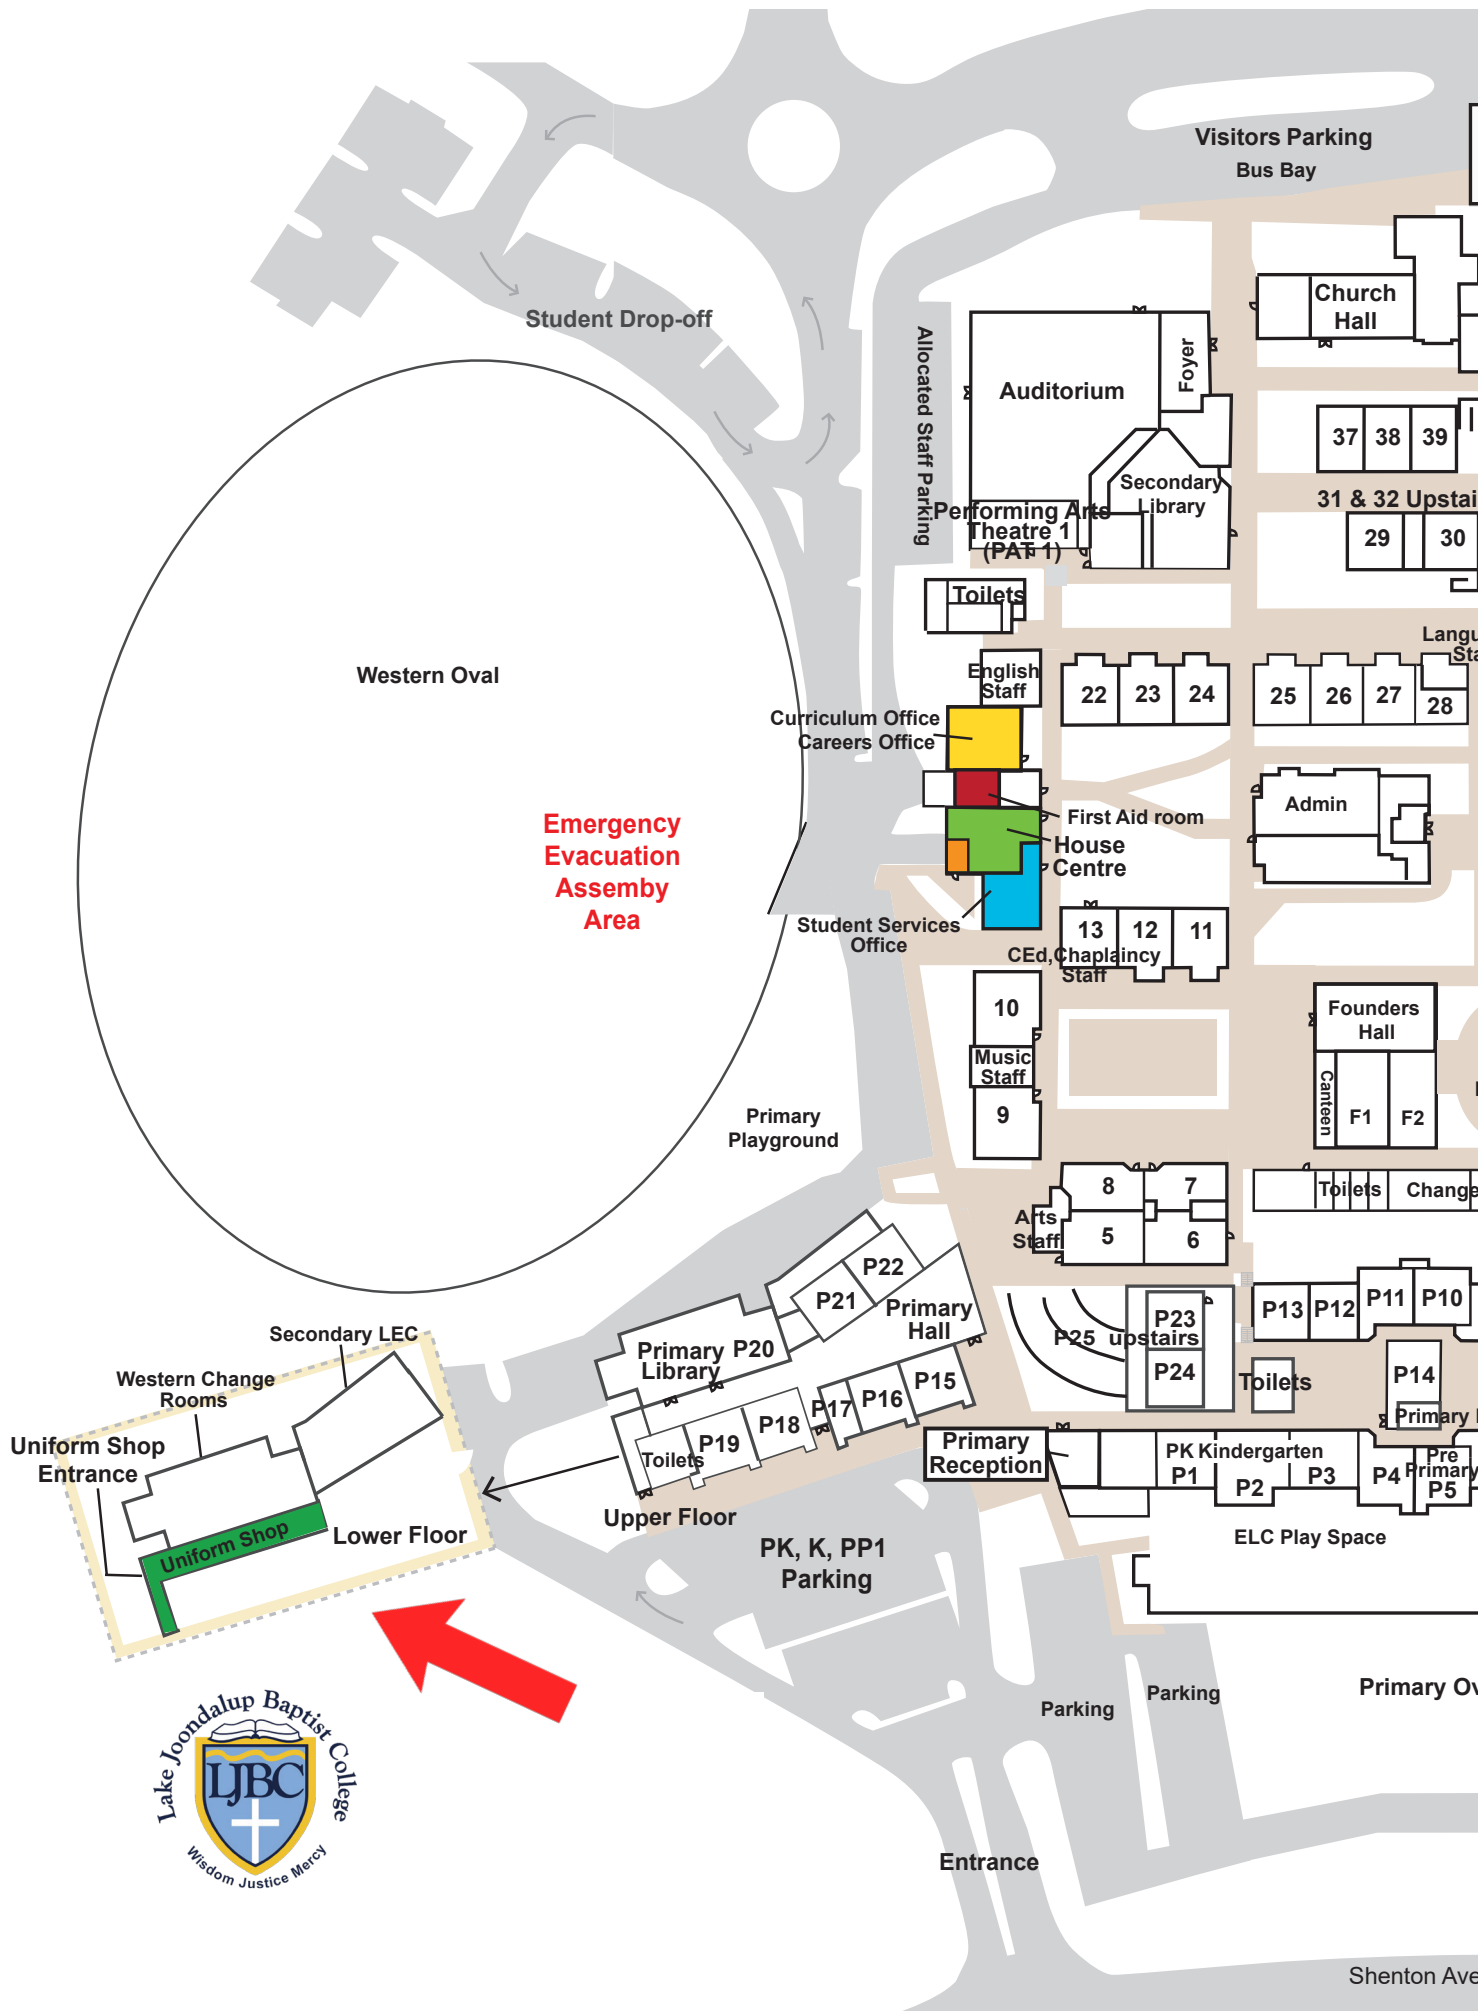 Visitors Parking
Bus Bay
Church
Hall
Student Drop-off
Allocated Staff Parking
Auditorium
Foyer
37
38
39
Secondary
Library
31 & 32 Upstai
Performing Arts
Theatre 1
(PAT 1)
29
30
Toilets
Langu
Sta
Western Oval
English
Staff
22
23
24
25
26
27
28
Curriculum Office
Careers Office
Admin
First Aid room
House
Centre
Emergency
Evacuation
Assemby
Area
Student Services
Office
13
12
11
CEd,Chaplaincy
Staff
10
Founders
Hall
Music
Staff
Canteen
9
F1
F2
Primary
Playground
8
7
Toilets
Change
Arts
Staff
5
6
P22
P21
Primary
Hall
P13
P12
P11
P10
P23
P25 upstairs
P24
Secondary LEC
Primary
Library
P20
Western Change
Rooms
P15
P16
P17
P18
P19
Toilets
Toilets
P14
Primary
Uniform Shop
Entrance
Primary
Reception
PK Kindergarten
P1
P2
P3
P4
Pre
Primary
P5
Upper Floor
Lower Floor
Uniform Shop
ELC Play Space
PK, K, PP1
Parking
Parking
Parking
Primary Ov
Lake Joondalup Baptist College
LJBC
Wisdom Justice Mercy
Entrance
Shenton Ave